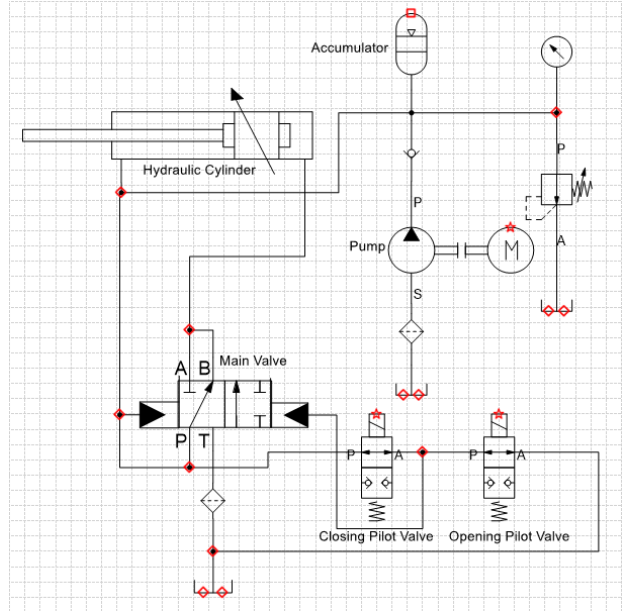 Accumulator
Hydraulic Cylinder
P
P
Pump
M
A
S
Main Valve
A B
P T
P A
P A
Closing Pilot Valve
Opening Pilot Valve